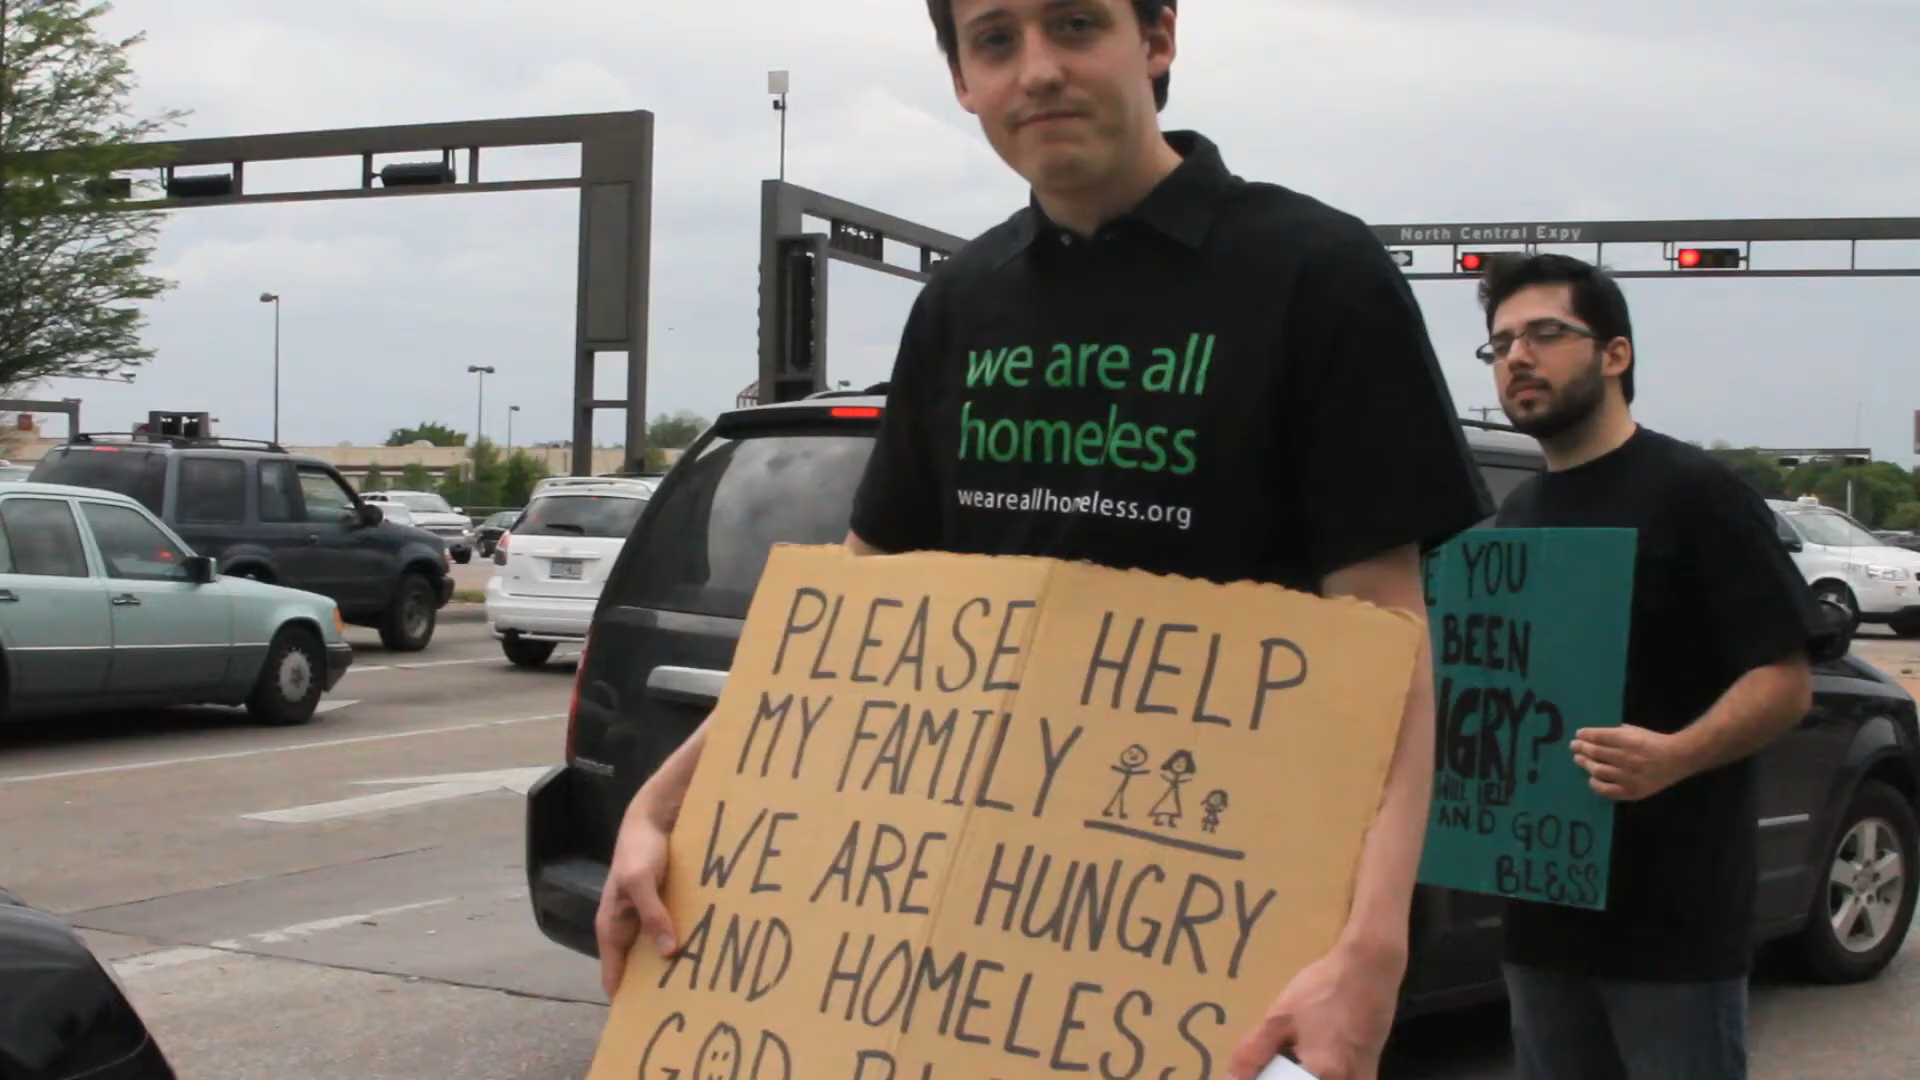 North Central Expy
we are all
homeless
weareallhomeless.org
PLEASE HELP
MY FAMILY
WE ARE HUNGRY
AND HOMELESS
GOD
YOU
BEEN
AND GOD
BLESS